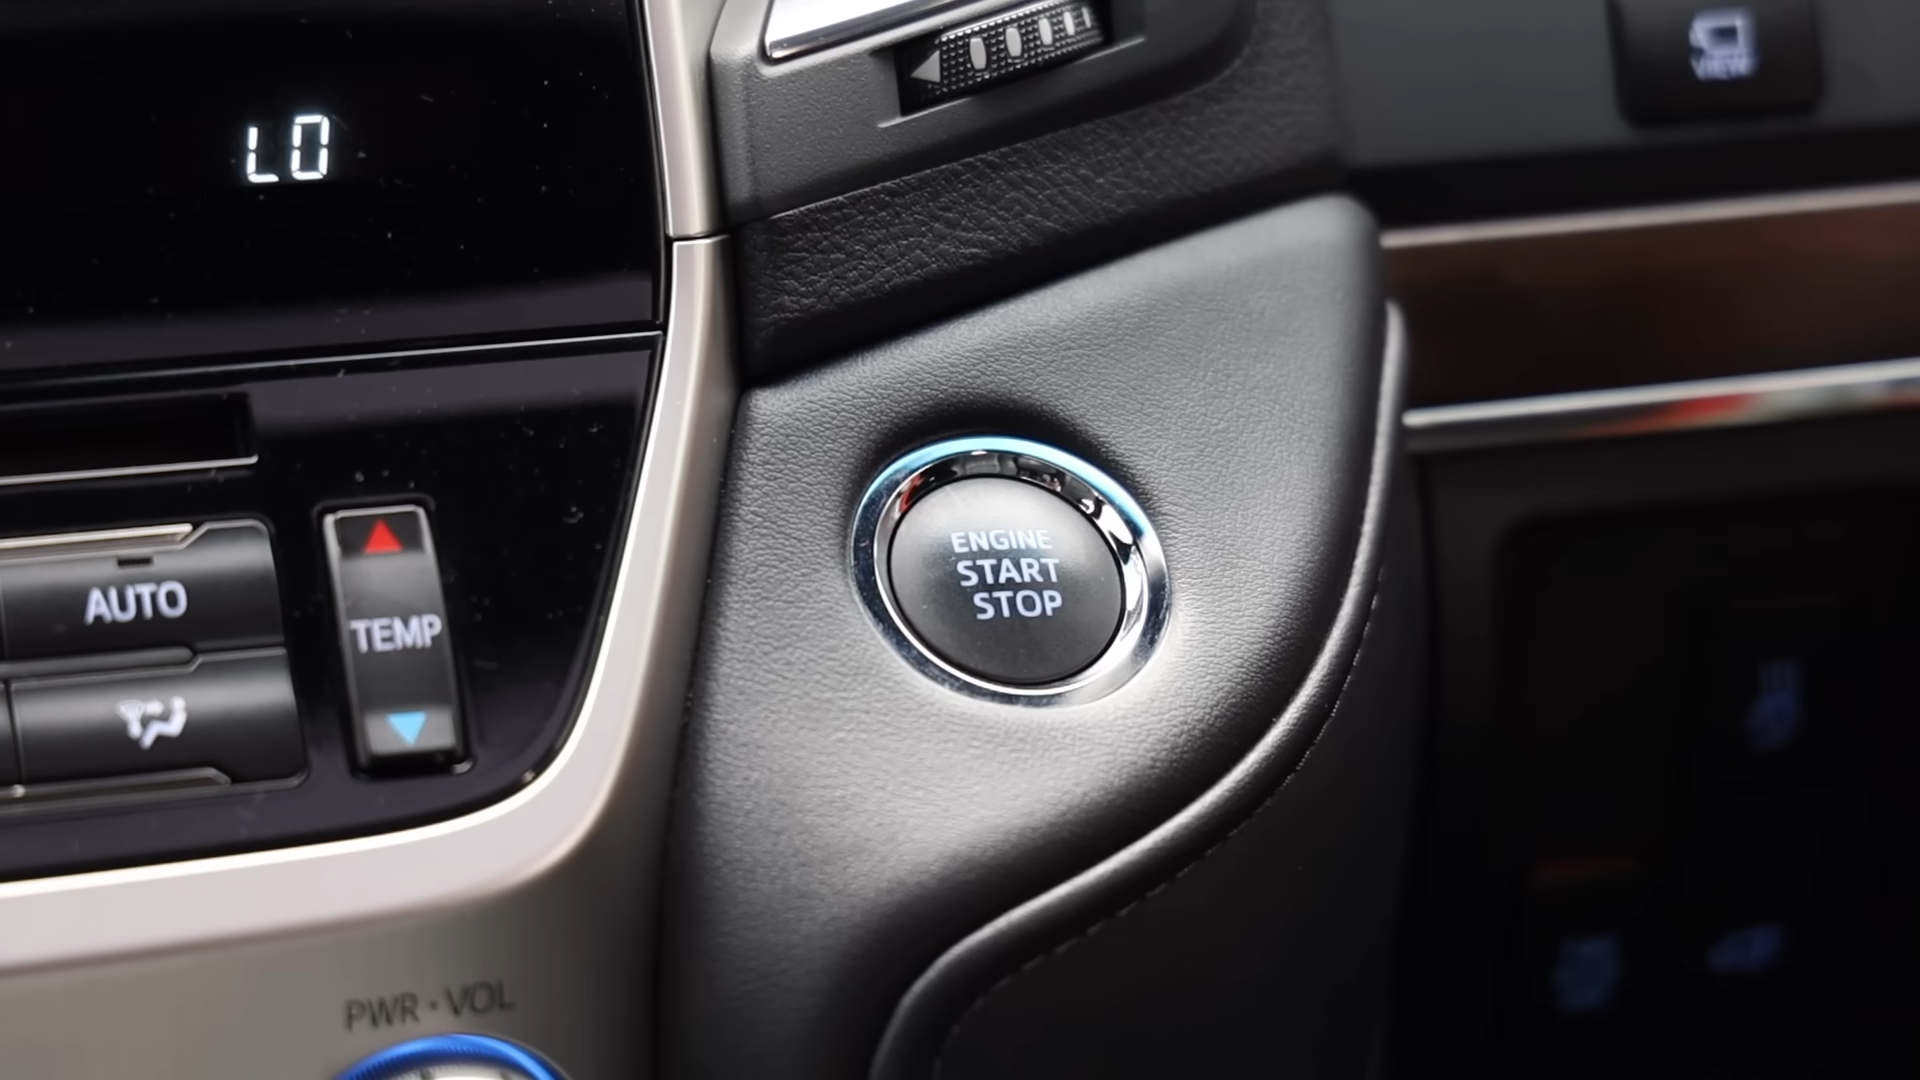 LO
VIEW
ENGINE
START
STOP
AUTO
TEMP
PWR • VOL